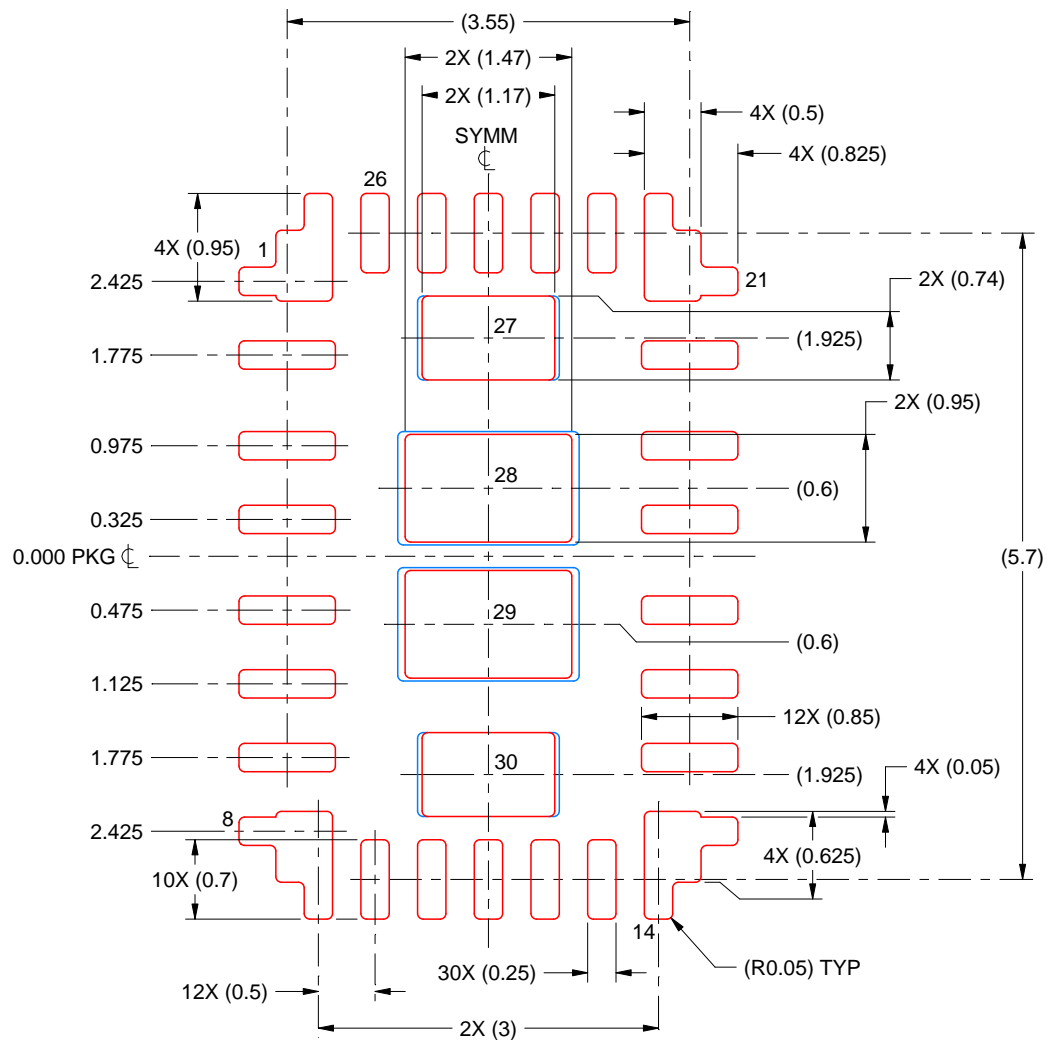 (3.55)
2X (1.47)
2X (1.17)
4X (0.5)
SYMM
4X (0.825)
26
4X (0.95)
1
2.425
21
2X (0.74)
27
(1.925)
1.775
2X (0.95)
0.975
28
(0.6)
0.325
0.000 PKG ℄
(5.7)
0.475
29
(0.6)
1.125
12X (0.85)
1.775
30
(1.925)
4X (0.05)
8
2.425
4X (0.625)
10X (0.7)
14
30X (0.25)
(R0.05) TYP
12X (0.5)
2X (3)